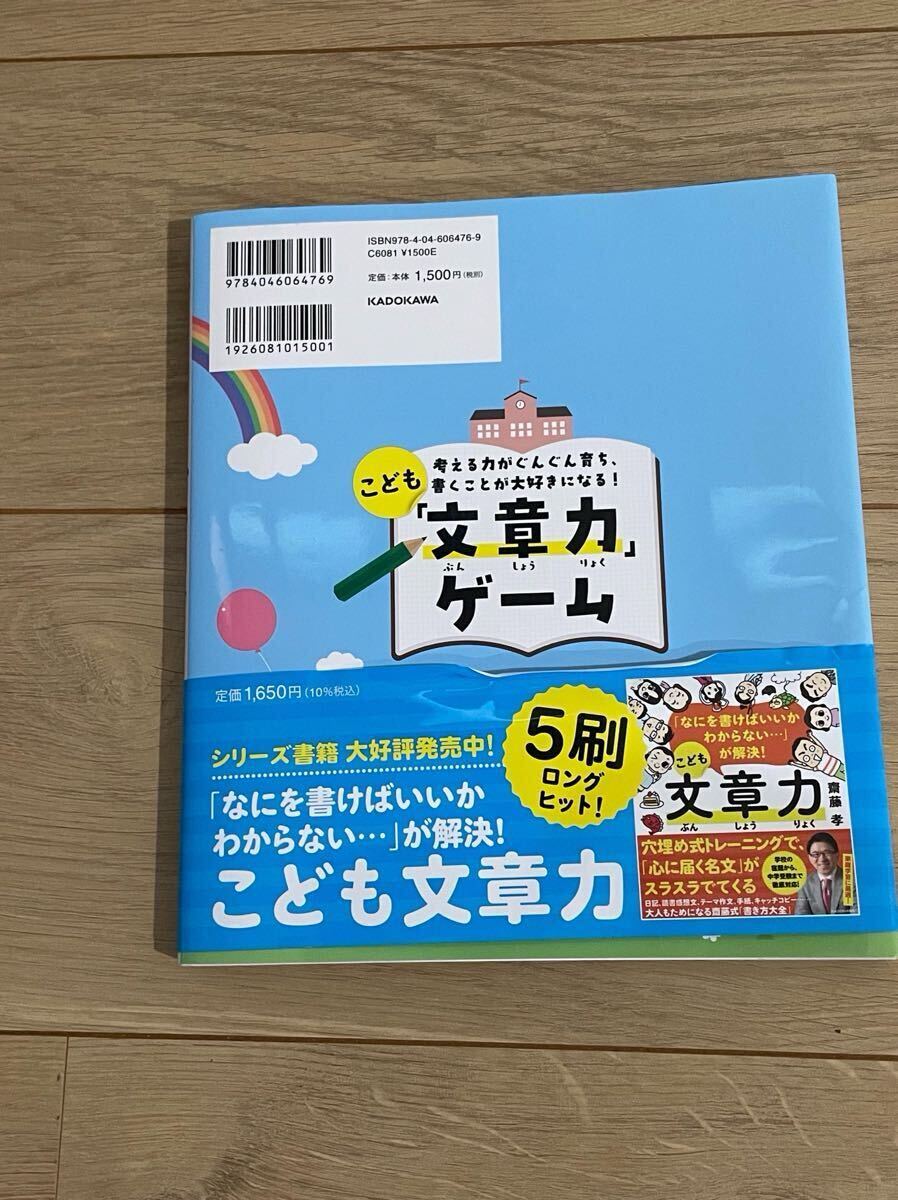 ISBN978-4-04-606476-9
C6081 ¥1500E
定価：本体 1,500円（税別）
KADOKAWA
9784046064769
1926081015001
考える力がぐんぐん育ち、
書くことが大好きになる！
こども
「文章力」
ぶん しょう りょく
ゲーム
定価1,650円（10%税込）
シリーズ書籍 大好評発売中！
「なにを書けばいいか
わからない…」が解決！
こども文章力
5刷
ロング
ヒット！
「なにを書けばいいか
わからない…」
が解決！
こども
文章力
ぶん しょう りょく
齋藤 孝
穴埋め式トレーニングで、
「心に届く名文」が
スラスラでてくる
学校の
宿題から、
中学受験まで
徹底対応！
日記、読書感想文、テーマ作文、手紙、キャッチコピー……
大人もためになる齋藤式「書き方大全」